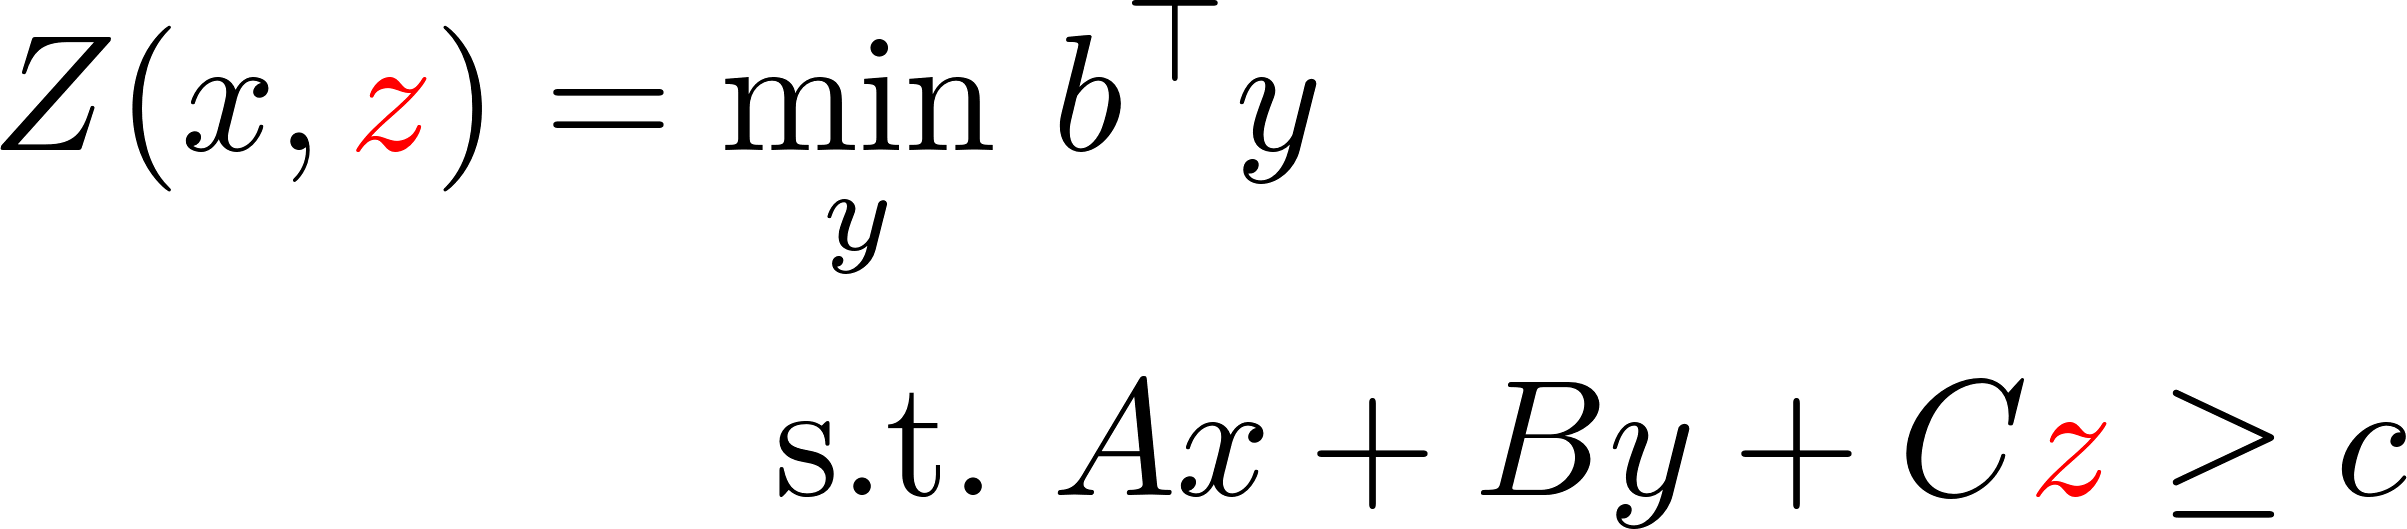 Z(x, z) = min_y b^⊤ y
s.t. Ax + By + Cz ≥ c